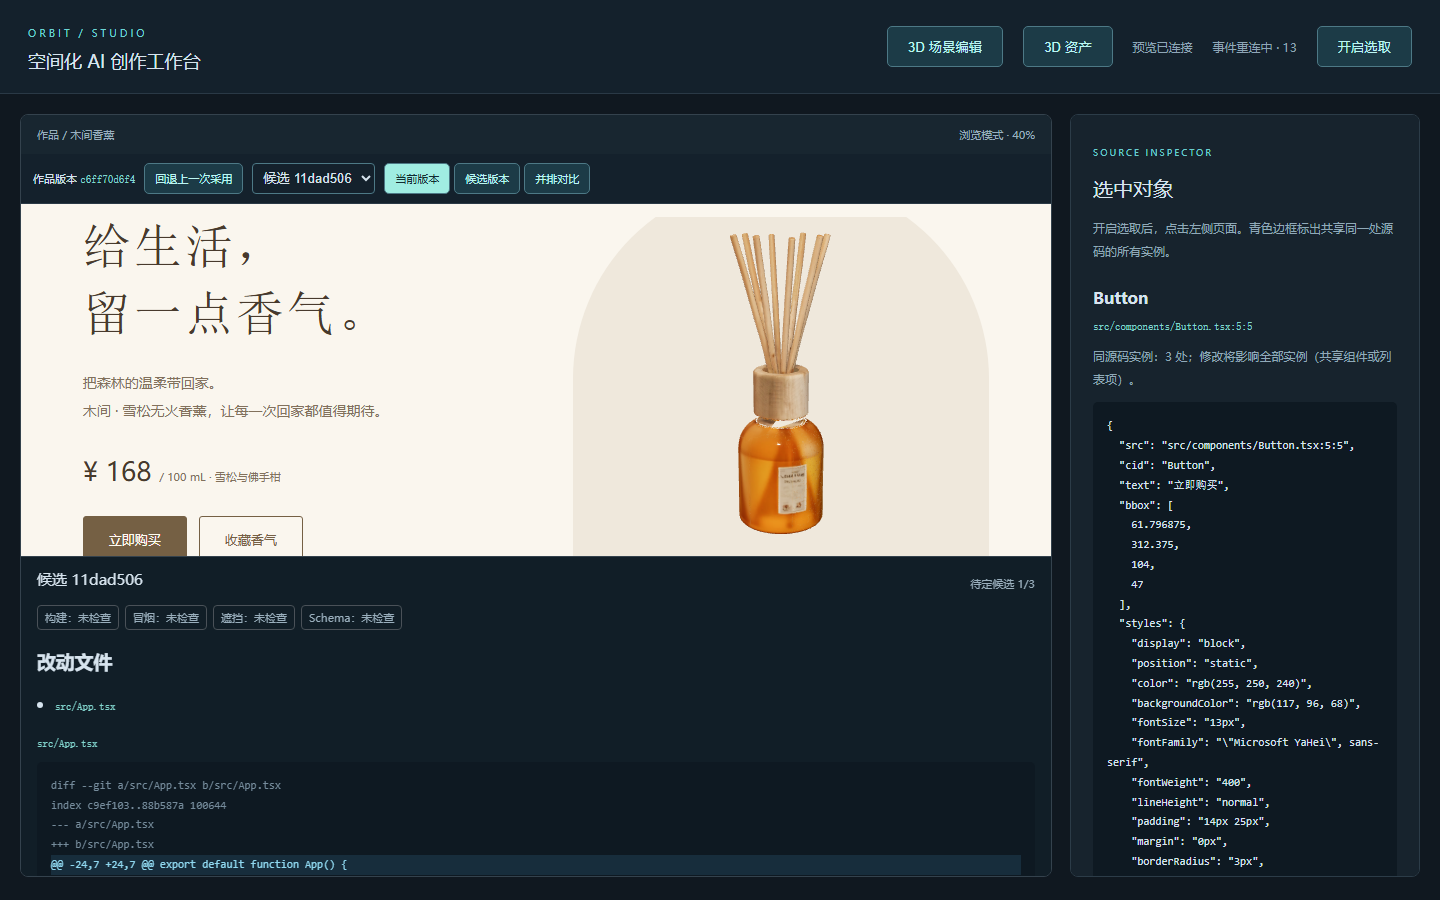 ORBIT / STUDIO
空间化 AI 创作工作台
3D 场景编辑
3D 资产
预览已连接
事件重连中 · 13
开启选取
作品 / 木间香薰
浏览模式 · 40%
作品版本 c6ff70d6f4
回退上一次采用
候选 11dad506
当前版本
候选版本
并排对比
给生活，
留一点香气。
把森林的温柔带回家。
木间 · 雪松无火香薰，让每一次回家都值得期待。
¥ 168 / 100 mL · 雪松与佛手柑
立即购买
收藏香气
候选 11dad506
待定候选 1/3
构建：未检查
冒烟：未检查
遮挡：未检查
Schema：未检查
改动文件
src/App.tsx
src/App.tsx
diff --git a/src/App.tsx b/src/App.tsx
index c9ef103..88b587a 100644
--- a/src/App.tsx
+++ b/src/App.tsx
@@ -24,7 +24,7 @@ export default function App() {
SOURCE INSPECTOR
选中对象
开启选取后，点击左侧页面。青色边框标出共享同一处源
码的所有实例。
Button
src/components/Button.tsx:5:5
同源码实例：3 处；修改将影响全部实例（共享组件或列
表项）。
{
"src": "src/components/Button.tsx:5:5",
"cid": "Button",
"text": "立即购买",
"bbox": [
61.796875,
312.375,
104,
47
],
"styles": {
"display": "block",
"position": "static",
"color": "rgb(255, 250, 240)",
"backgroundColor": "rgb(117, 96, 68)",
"fontSize": "13px",
"fontFamily": "\"Microsoft YaHei\", sans-
serif",
"fontWeight": "400",
"lineHeight": "normal",
"padding": "14px 25px",
"margin": "0px",
"borderRadius": "3px",